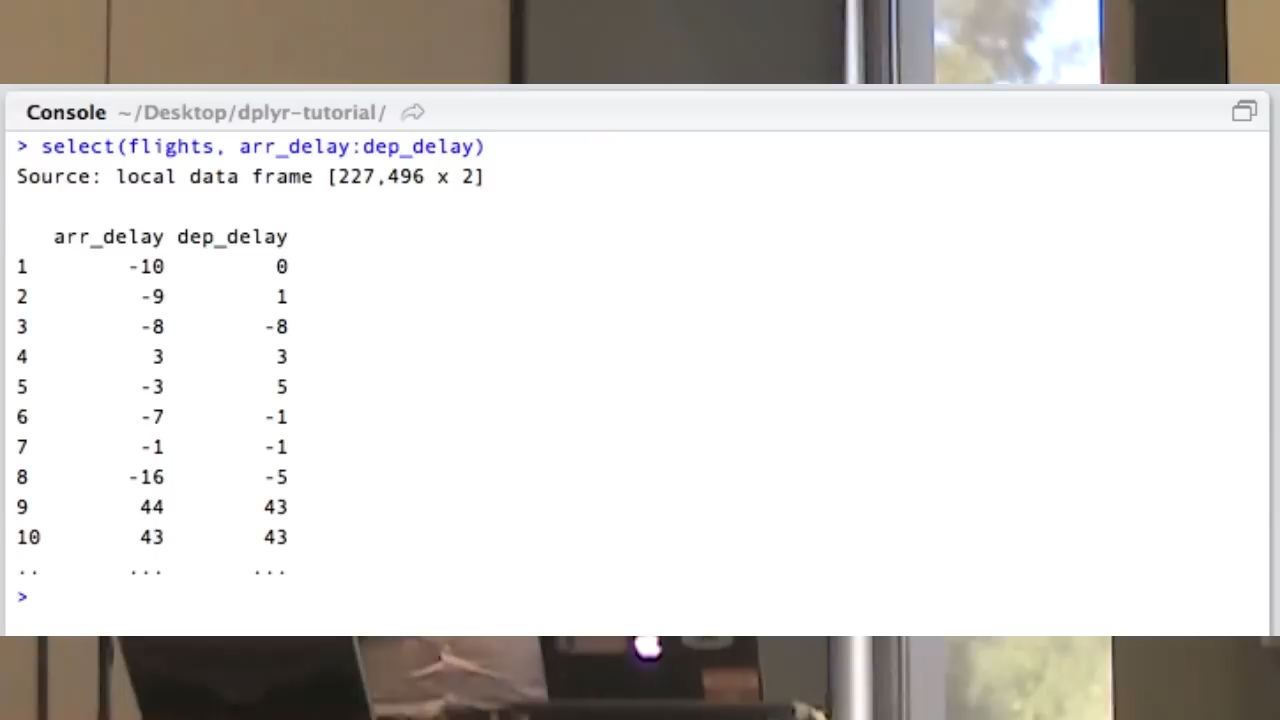 Console ~/Desktop/dplyr-tutorial/
> select(flights, arr_delay:dep_delay)
Source: local data frame [227,496 x 2]
arr_delay dep_delay
1 -10 0
2 -9 1
3 -8 -8
4 3 3
5 -3 5
6 -7 -1
7 -1 -1
8 -16 -5
9 44 43
10 43 43
.. ... ...
>